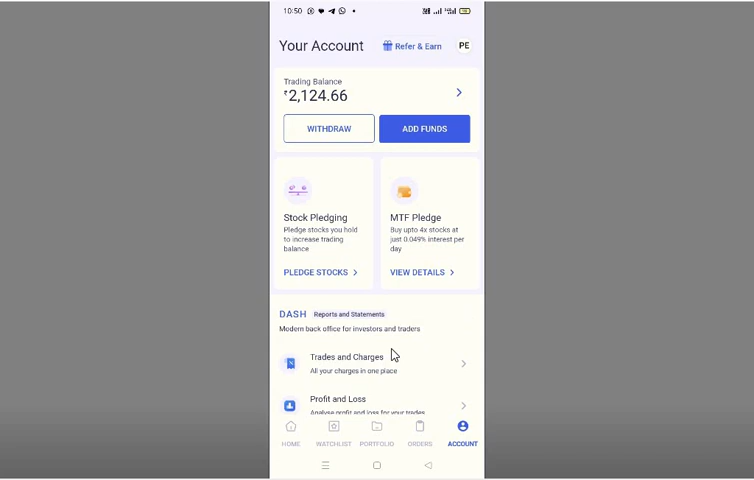 10:50
Your Account
Refer & Earn
PE
Trading Balance
₹2,124.66
WITHDRAW
ADD FUNDS
Stock Pledging
Pledge stocks you hold
to increase trading
balance
PLEDGE STOCKS
MTF Pledge
Buy upto 4x stocks at
just 0.049% interest per
day
VIEW DETAILS
DASH Reports and Statements
Modern back office for investors and traders
Trades and Charges
All your charges in one place
Profit and Loss
Analyse profit and loss for your trades
HOME
WATCHLIST
PORTFOLIO
ORDERS
ACCOUNT